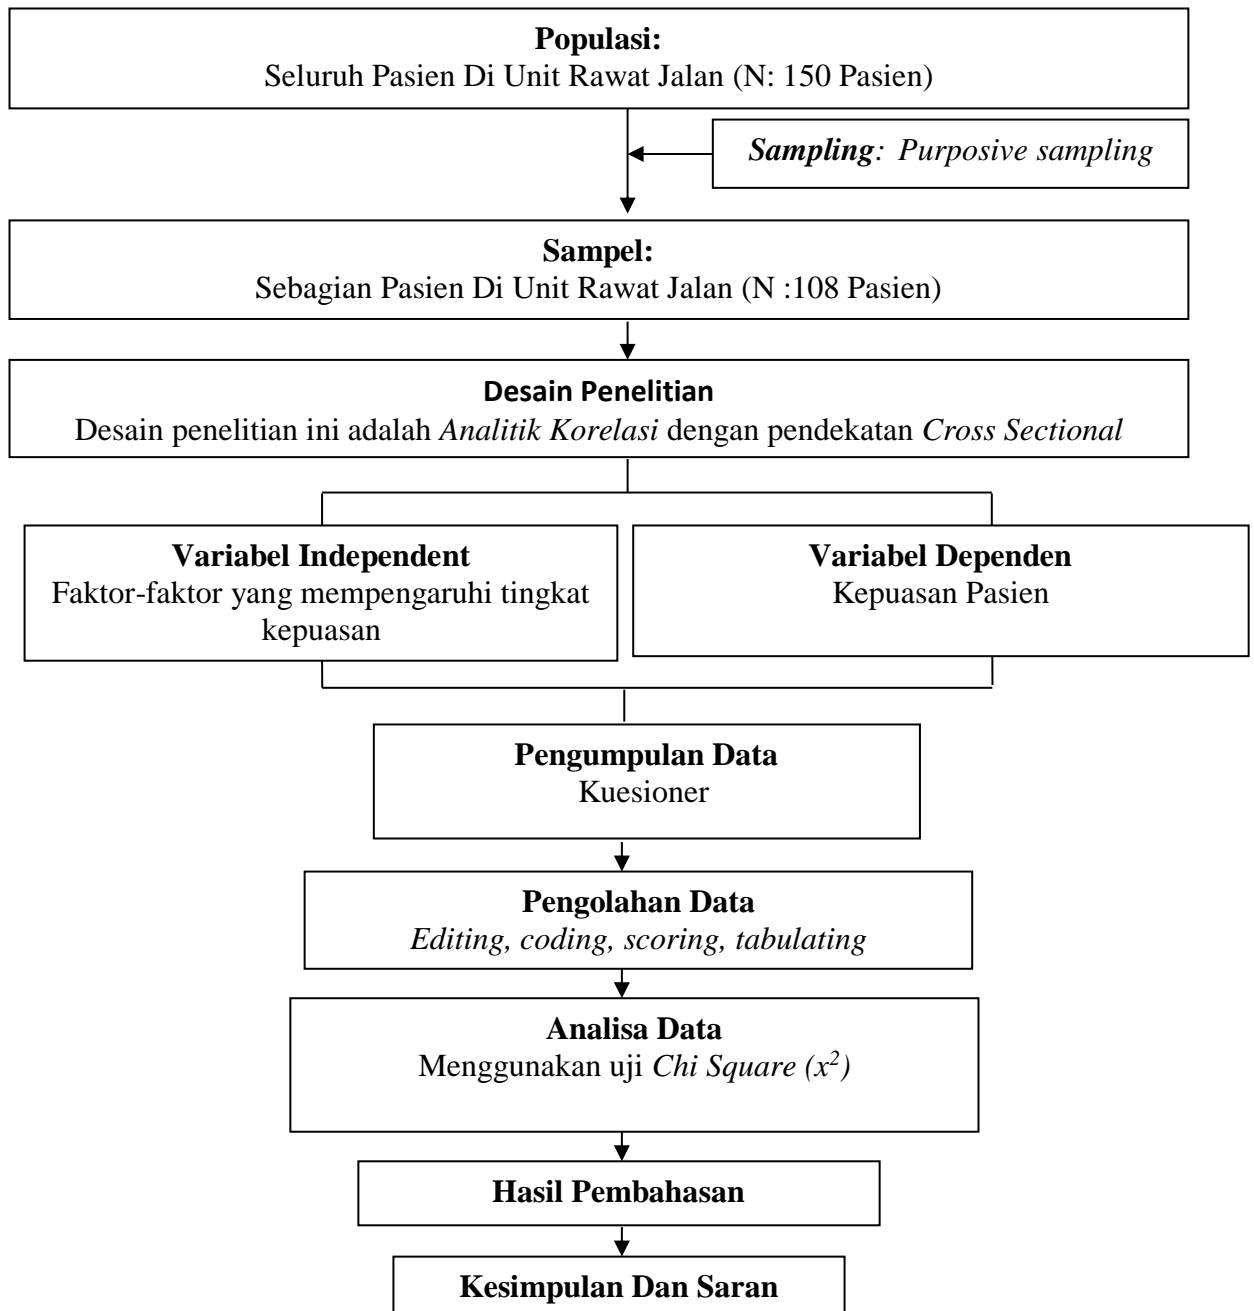 Populasi:
Seluruh Pasien Di Unit Rawat Jalan (N: 150 Pasien)
Sampling: Purposive sampling
Sampel:
Sebagian Pasien Di Unit Rawat Jalan (N :108 Pasien)
Desain Penelitian
Desain penelitian ini adalah Analitik Korelasi dengan pendekatan Cross Sectional
Variabel Independent
Faktor-faktor yang mempengaruhi tingkat
kepuasan
Variabel Dependen
Kepuasan Pasien
Pengumpulan Data
Kuesioner
Pengolahan Data
Editing, coding, scoring, tabulating
Analisa Data
Menggunakan uji Chi Square (x²)
Hasil Pembahasan
Kesimpulan Dan Saran